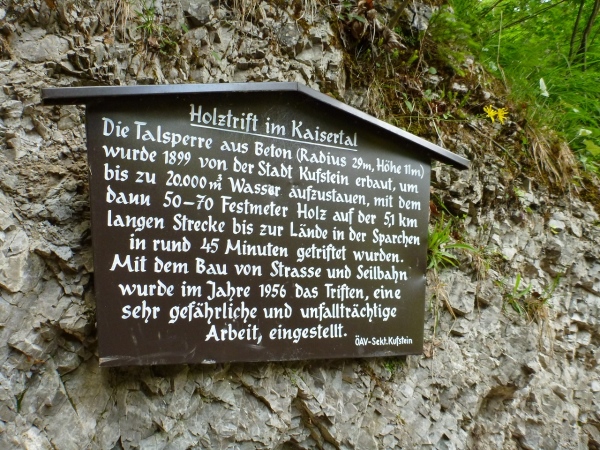 Holztrift im Kaisertal
Die Talsperre aus Beton (Radius 29m, Höhe 11m)
wurde 1899 von der Stadt Kufstein erbaut, um
bis zu 20.000 m³ Wasser aufzustauen, mit dem
dann 50-70 Festmeter Holz auf der 5,1 km
langen Strecke bis zur Lände in der Sparchen
in rund 45 Minuten getriftet wurden.
Mit dem Bau von Strasse und Seilbahn
wurde im Jahre 1956 das Triften, eine
sehr gefährliche und unfallträchtige
Arbeit, eingestellt.
ÖAV-Sekt. Kufstein